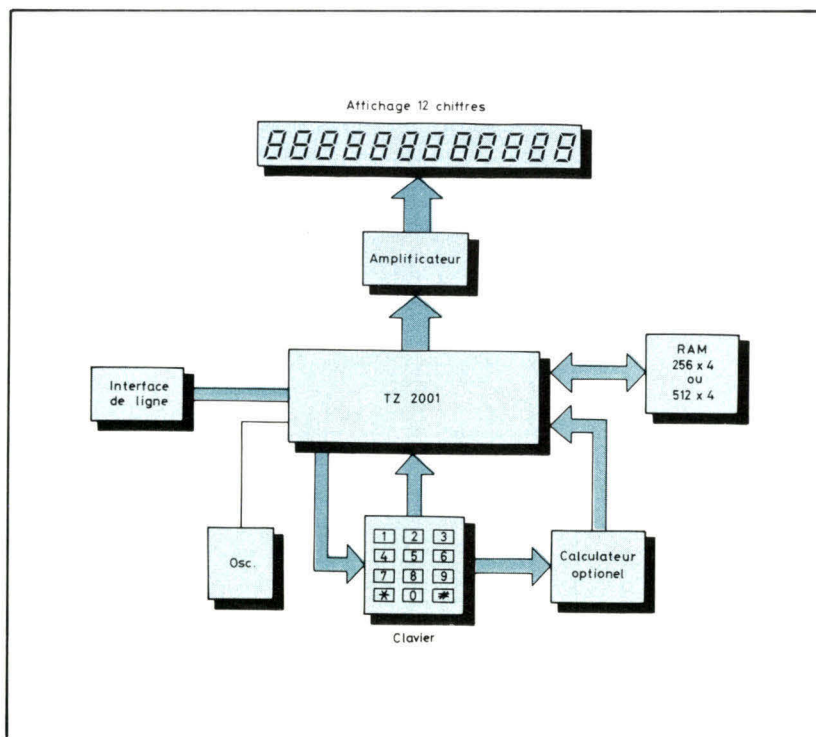 Affichage 12 chiffres
888888888888
Amplificateur
Interface
de ligne
TZ 2001
RAM
256 x 4
ou
512 x 4
Osc.
1 2 3
4 5 6
7 8 9
* 0 #
Calculateur
optionel
Clavier